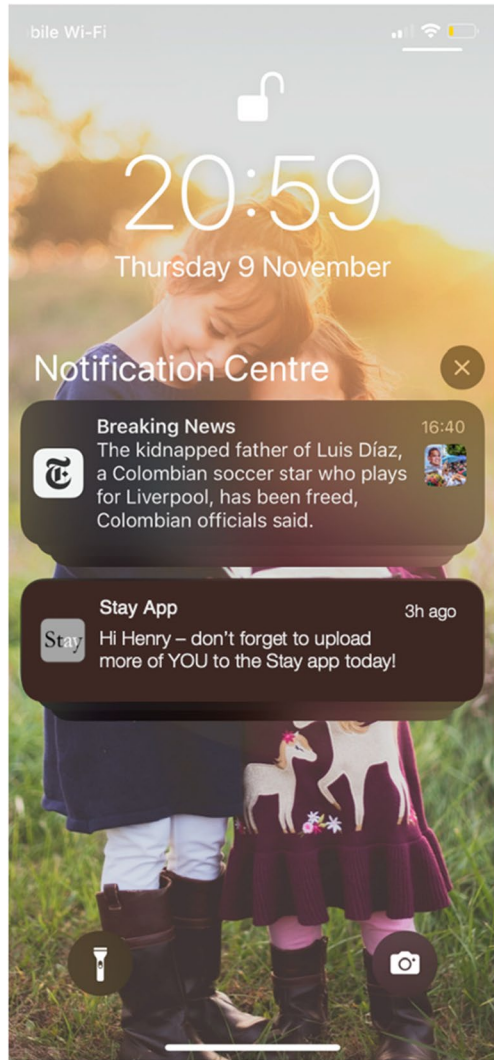 bile Wi-Fi
20:59
Thursday 9 November
Notification Centre
Breaking News 16:40
The kidnapped father of Luis Díaz,
a Colombian soccer star who plays
for Liverpool, has been freed,
Colombian officials said.
Stay App 3h ago
Stay
Hi Henry – don't forget to upload
more of YOU to the Stay app today!